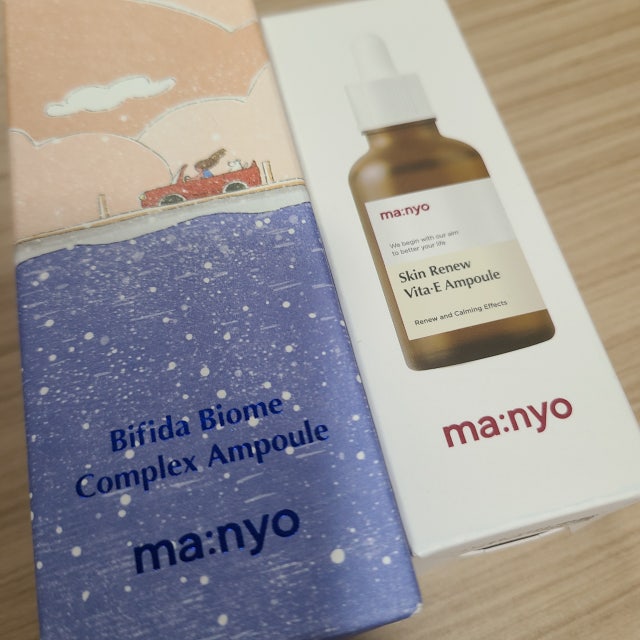 Bifida Biome
Complex Ampoule
ma:nyo
ma:nyo
We begin with our aim
to better your life
Skin Renew
Vita·E Ampoule
Renew and Calming Effects
ma:nyo